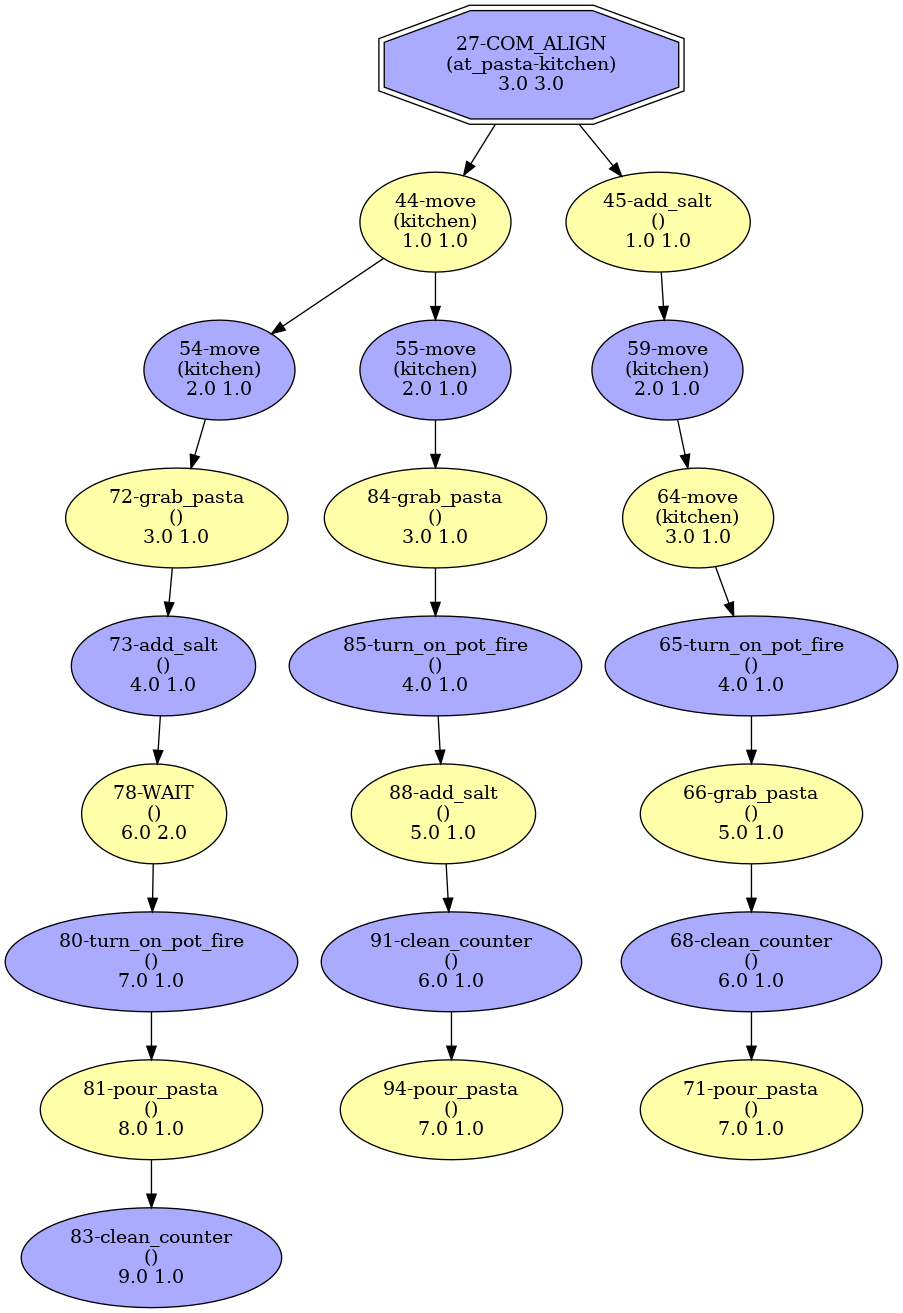 27-COM_ALIGN
(at_pasta-kitchen)
3.0 3.0
44-move
(kitchen)
1.0 1.0
45-add_salt
()
1.0 1.0
54-move
(kitchen)
2.0 1.0
55-move
(kitchen)
2.0 1.0
59-move
(kitchen)
2.0 1.0
72-grab_pasta
()
3.0 1.0
84-grab_pasta
()
3.0 1.0
64-move
(kitchen)
3.0 1.0
73-add_salt
()
4.0 1.0
85-turn_on_pot_fire
()
4.0 1.0
65-turn_on_pot_fire
()
4.0 1.0
78-WAIT
()
6.0 2.0
88-add_salt
()
5.0 1.0
66-grab_pasta
()
5.0 1.0
80-turn_on_pot_fire
()
7.0 1.0
91-clean_counter
()
6.0 1.0
68-clean_counter
()
6.0 1.0
81-pour_pasta
()
8.0 1.0
94-pour_pasta
()
7.0 1.0
71-pour_pasta
()
7.0 1.0
83-clean_counter
()
9.0 1.0